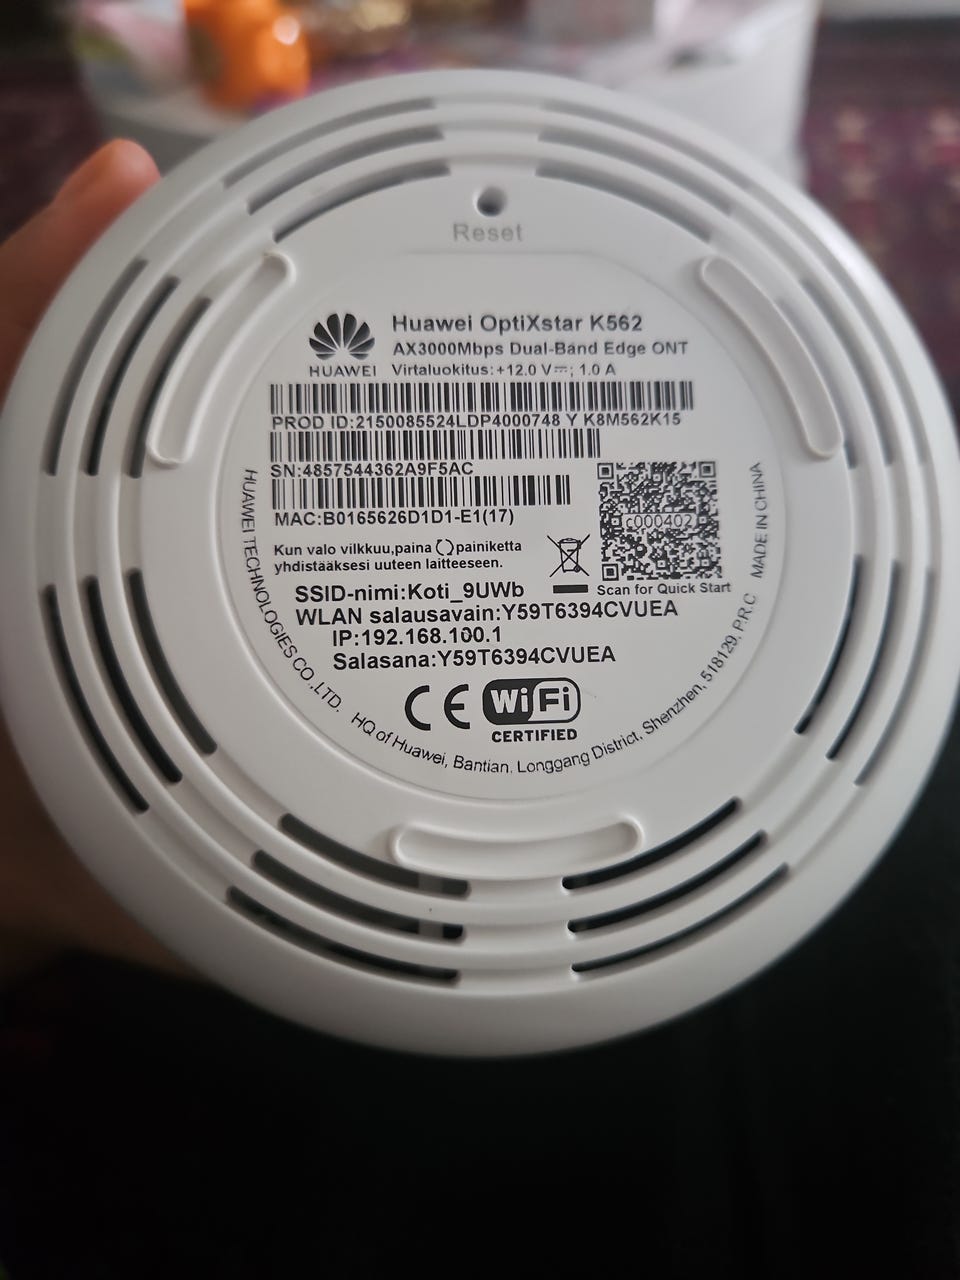 Reset
HUAWEI
Huawei OptiXstar K562
AX3000Mbps Dual-Band Edge ONT
Virtaluokitus:+12.0 V⎓; 1.0 A
PROD ID:2150085524LDP4000748 Y K8M562K15
SN:4857544362A9F5AC
MAC:B0165626D1D1-E1(17)
c000402
Kun valo vilkkuu,paina painiketta
yhdistääksesi uuteen laitteeseen.
Scan for Quick Start
SSID-nimi:Koti_9UWb
WLAN salausavain:Y59T6394CVUEA
IP:192.168.100.1
Salasana:Y59T6394CVUEA
CE WiFi
CERTIFIED
HUAWEI TECHNOLOGIES CO.,LTD. HQ of Huawei, Bantian, Longgang District, Shenzhen, 518129, P.R.C MADE IN CHINA